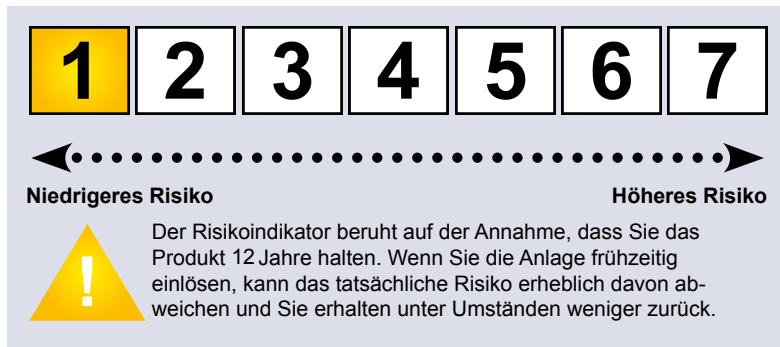 1 2 3 4 5 6 7
Niedrigeres Risiko Höheres Risiko
Der Risikoindikator beruht auf der Annahme, dass Sie das
Produkt 12 Jahre halten. Wenn Sie die Anlage frühzeitig
einlösen, kann das tatsächliche Risiko erheblich davon ab-
weichen und Sie erhalten unter Umständen weniger zurück.
!